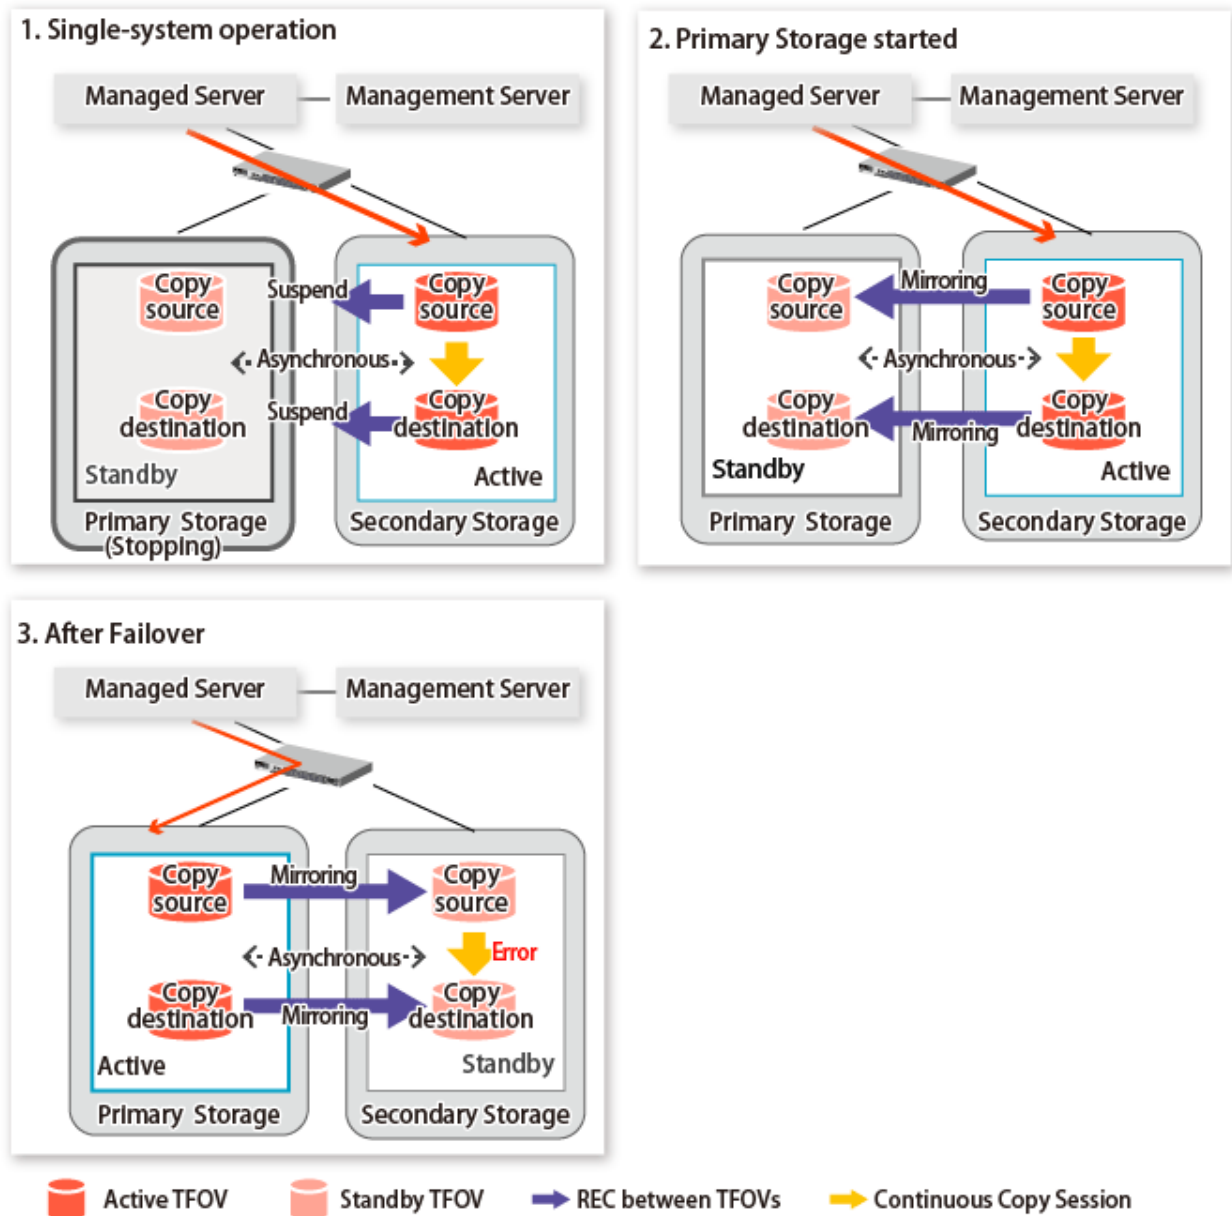 1. Single-system operation
Managed Server
Management Server
Copy
source
Suspend
Copy
source
Asynchronous
Copy
destination
Suspend
Copy
destination
Standby
Active
Primary Storage
(Stopping)
Secondary Storage
2. Primary Storage started
Managed Server
Management Server
Copy
source
Mirroring
Copy
source
Asynchronous
Copy
destination
Mirroring
Copy
destination
Standby
Active
Primary Storage
Secondary Storage
3. After Failover
Managed Server
Management Server
Copy
source
Mirroring
Copy
source
Asynchronous
Error
Copy
destination
Mirroring
Copy
destination
Active
Standby
Primary Storage
Secondary Storage
Active TFOV
Standby TFOV
REC between TFOVs
Continuous Copy Session